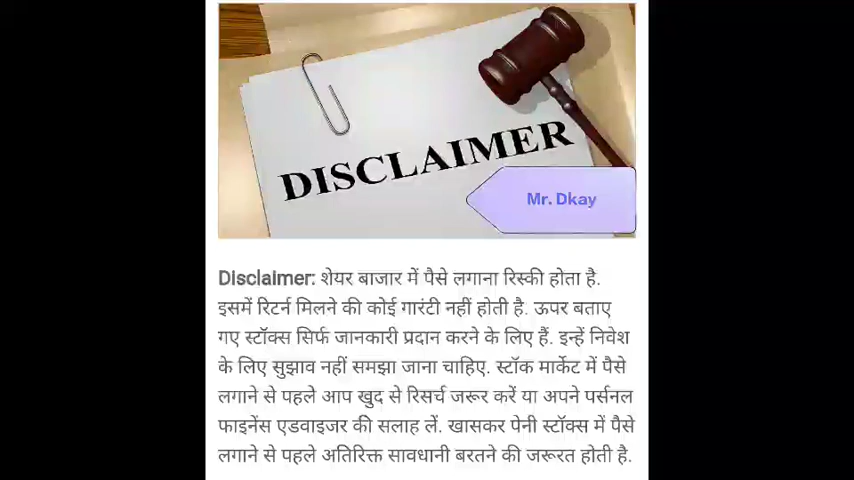 DISCLAIMER
Mr. Dkay
Disclaimer: शेयर बाजार में पैसे लगाना रिस्की होता है.
इसमें रिटर्न मिलने की कोई गारंटी नहीं होती है. ऊपर बताए
गए स्टॉक्स सिर्फ जानकारी प्रदान करने के लिए हैं. इन्हें निवेश
के लिए सुझाव नहीं समझा जाना चाहिए. स्टॉक मार्केट में पैसे
लगाने से पहले आप खुद से रिसर्च जरूर करें या अपने पर्सनल
फाइनेंस एडवाइजर की सलाह लें. खासकर पेनी स्टॉक्स में पैसे
लगाने से पहले अतिरिक्त सावधानी बरतने की जरूरत होती है.